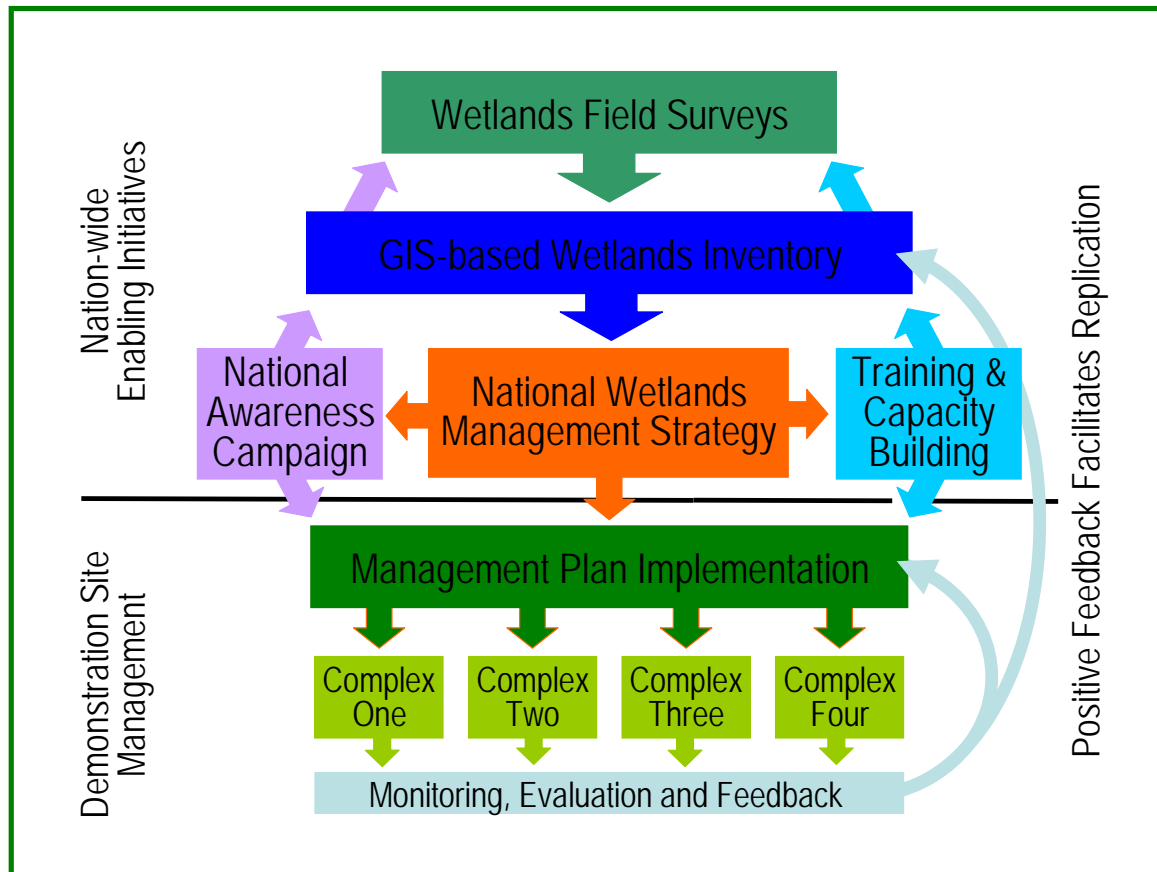 Wetlands Field Surveys
GIS-based Wetlands Inventory
Nation-wide
Enabling Initiatives
National
Awareness
Campaign
National Wetlands
Management Strategy
Training &
Capacity
Building
Positive Feedback Facilitates Replication
Demonstration Site
Management
Management Plan Implementation
Complex
One
Complex
Two
Complex
Three
Complex
Four
Monitoring, Evaluation and Feedback